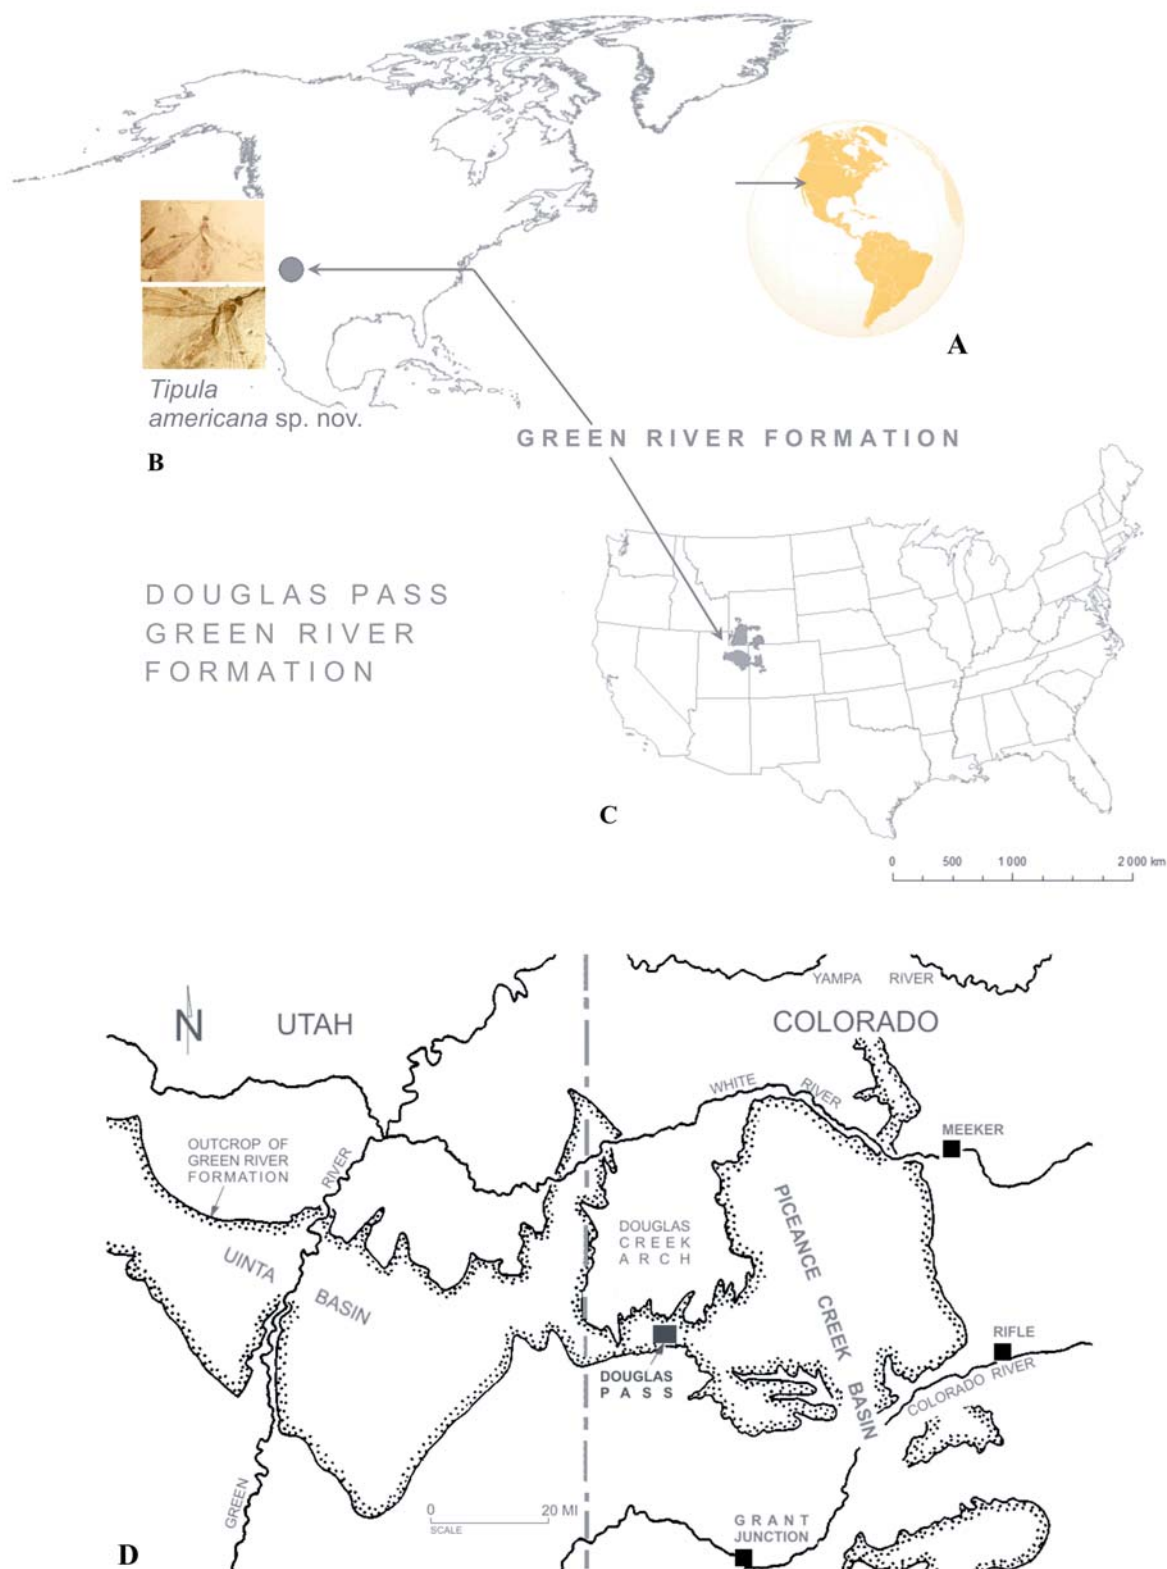 A
Tipula
americana sp. nov.
B
GREEN RIVER FORMATION
DOUGLAS PASS
GREEN RIVER
FORMATION
C
0 500 1 000 2 000 km
YAMPA RIVER
N
UTAH
COLORADO
WHITE RIVER
MEEKER
OUTCROP OF
GREEN RIVER
FORMATION
RIVER
DOUGLAS
CREEK
ARCH
PICEANCE CREEK BASIN
UINTA
BASIN
RIFLE
DOUGLAS
PASS
COLORADO RIVER
GREEN
0 20 MI
SCALE
GRANT
JUNCTION
D